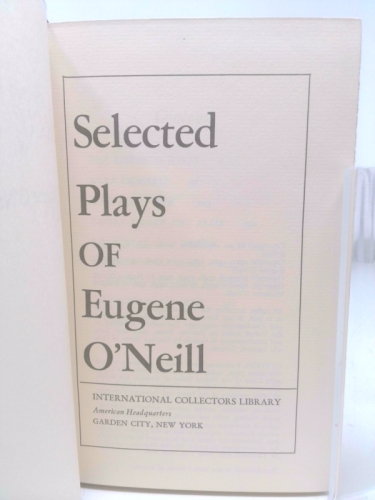 Selected
Plays
OF
Eugene
O'Neill
INTERNATIONAL COLLECTORS LIBRARY
American Headquarters
GARDEN CITY, NEW YORK